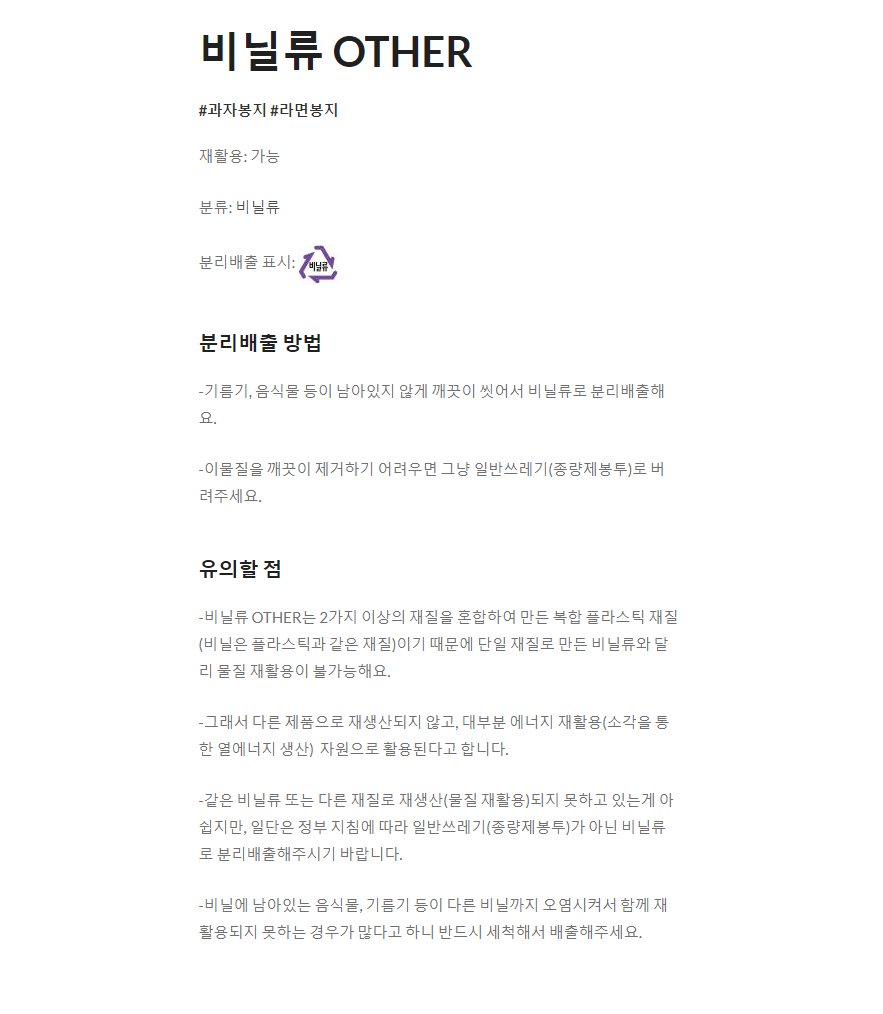 비닐류 OTHER
#과자봉지 #라면봉지
재활용: 가능
분류: 비닐류
분리배출 표시: 비닐류
분리배출 방법
-기름기, 음식물 등이 남아있지 않게 깨끗이 씻어서 비닐류로 분리배출해
요.
-이물질을 깨끗이 제거하기 어려우면 그냥 일반쓰레기(종량제봉투)로 버
려주세요.
유의할 점
-비닐류 OTHER는 2가지 이상의 재질을 혼합하여 만든 복합 플라스틱 재질
(비닐은 플라스틱과 같은 재질)이기 때문에 단일 재질로 만든 비닐류와 달
리 물질 재활용이 불가능해요.
-그래서 다른 제품으로 재생산되지 않고, 대부분 에너지 재활용(소각을 통
한 열에너지 생산) 자원으로 활용된다고 합니다.
-같은 비닐류 또는 다른 재질로 재생산(물질 재활용)되지 못하고 있는게 아
쉽지만, 일단은 정부 지침에 따라 일반쓰레기(종량제봉투)가 아닌 비닐류
로 분리배출해주시기 바랍니다.
-비닐에 남아있는 음식물, 기름기 등이 다른 비닐까지 오염시켜서 함께 재
활용되지 못하는 경우가 많다고 하니 반드시 세척해서 배출해주세요.